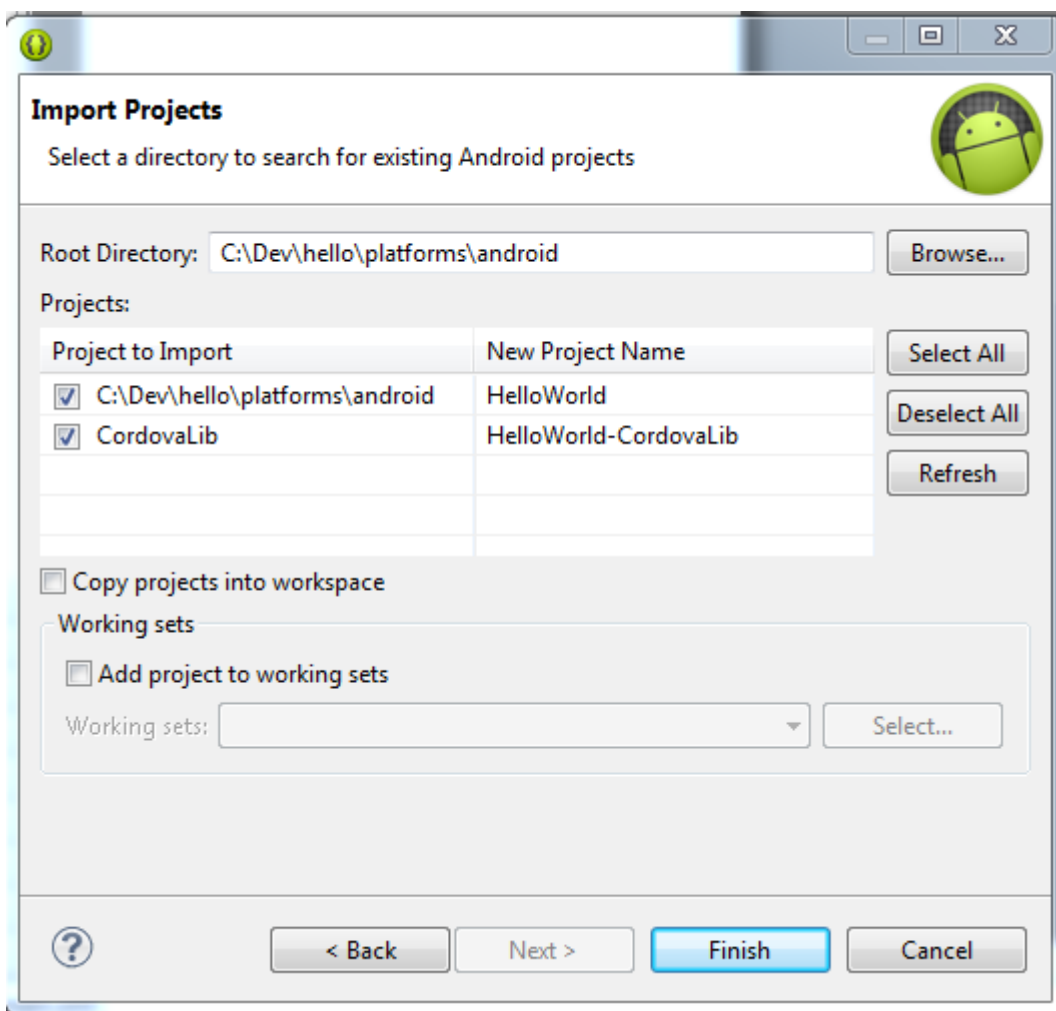 Import Projects
Select a directory to search for existing Android projects
Root Directory: C:\Dev\hello\platforms\android Browse...
Projects:
Project to Import New Project Name Select All
C:\Dev\hello\platforms\android HelloWorld
Deselect All
CordovaLib HelloWorld-CordovaLib
Refresh
Copy projects into workspace
Working sets
Add project to working sets
Working sets: Select...
? < Back Next > Finish Cancel